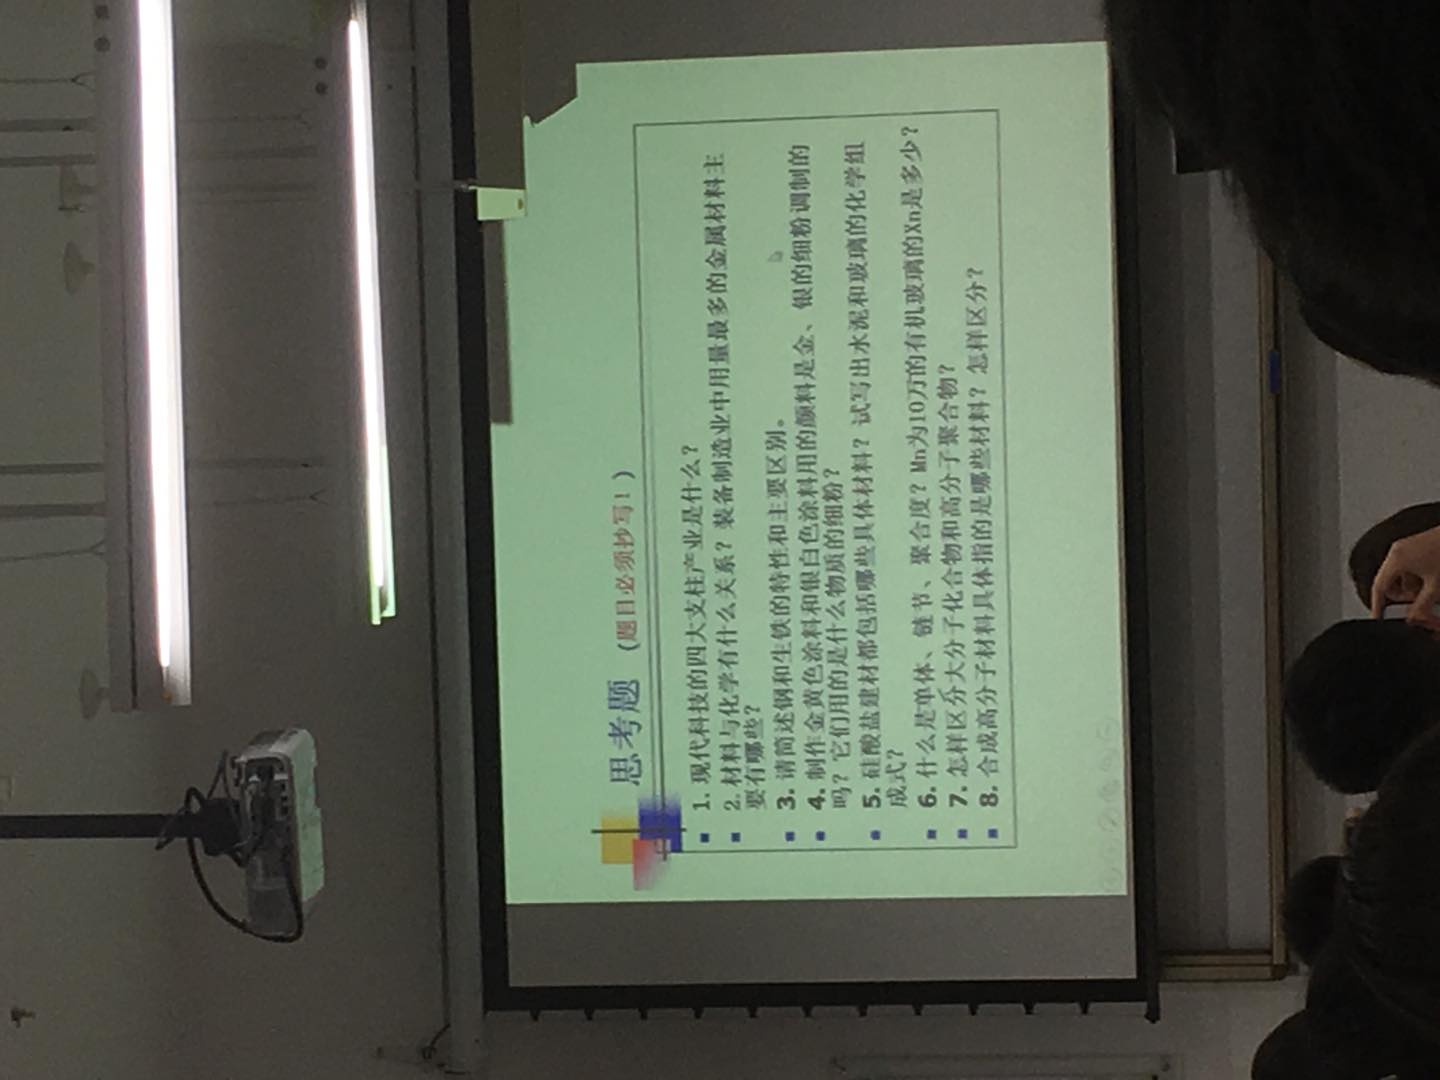 思考题 (题目必须抄写！)
1. 现代科技的四大支柱产业是什么？
2. 材料与化学有什么关系？装备制造业中用量最多的金属材料主
要有哪些？
3. 请简述钢和生铁的特性和主要区别。
4. 制作金黄色涂料和银白色涂料用的颜料是金、银的细粉调制的
吗？它们用的是什么物质的细粉？
5. 硅酸盐建材都包括哪些具体材料？试写出水泥和玻璃的化学组
成式？
6. 什么是单体、链节、聚合度？Mn为10万的有机玻璃的Xn是多少？
7. 怎样区分大分子化合物和高分子聚合物？
8. 合成高分子材料具体指的是哪些材料？怎样区分？